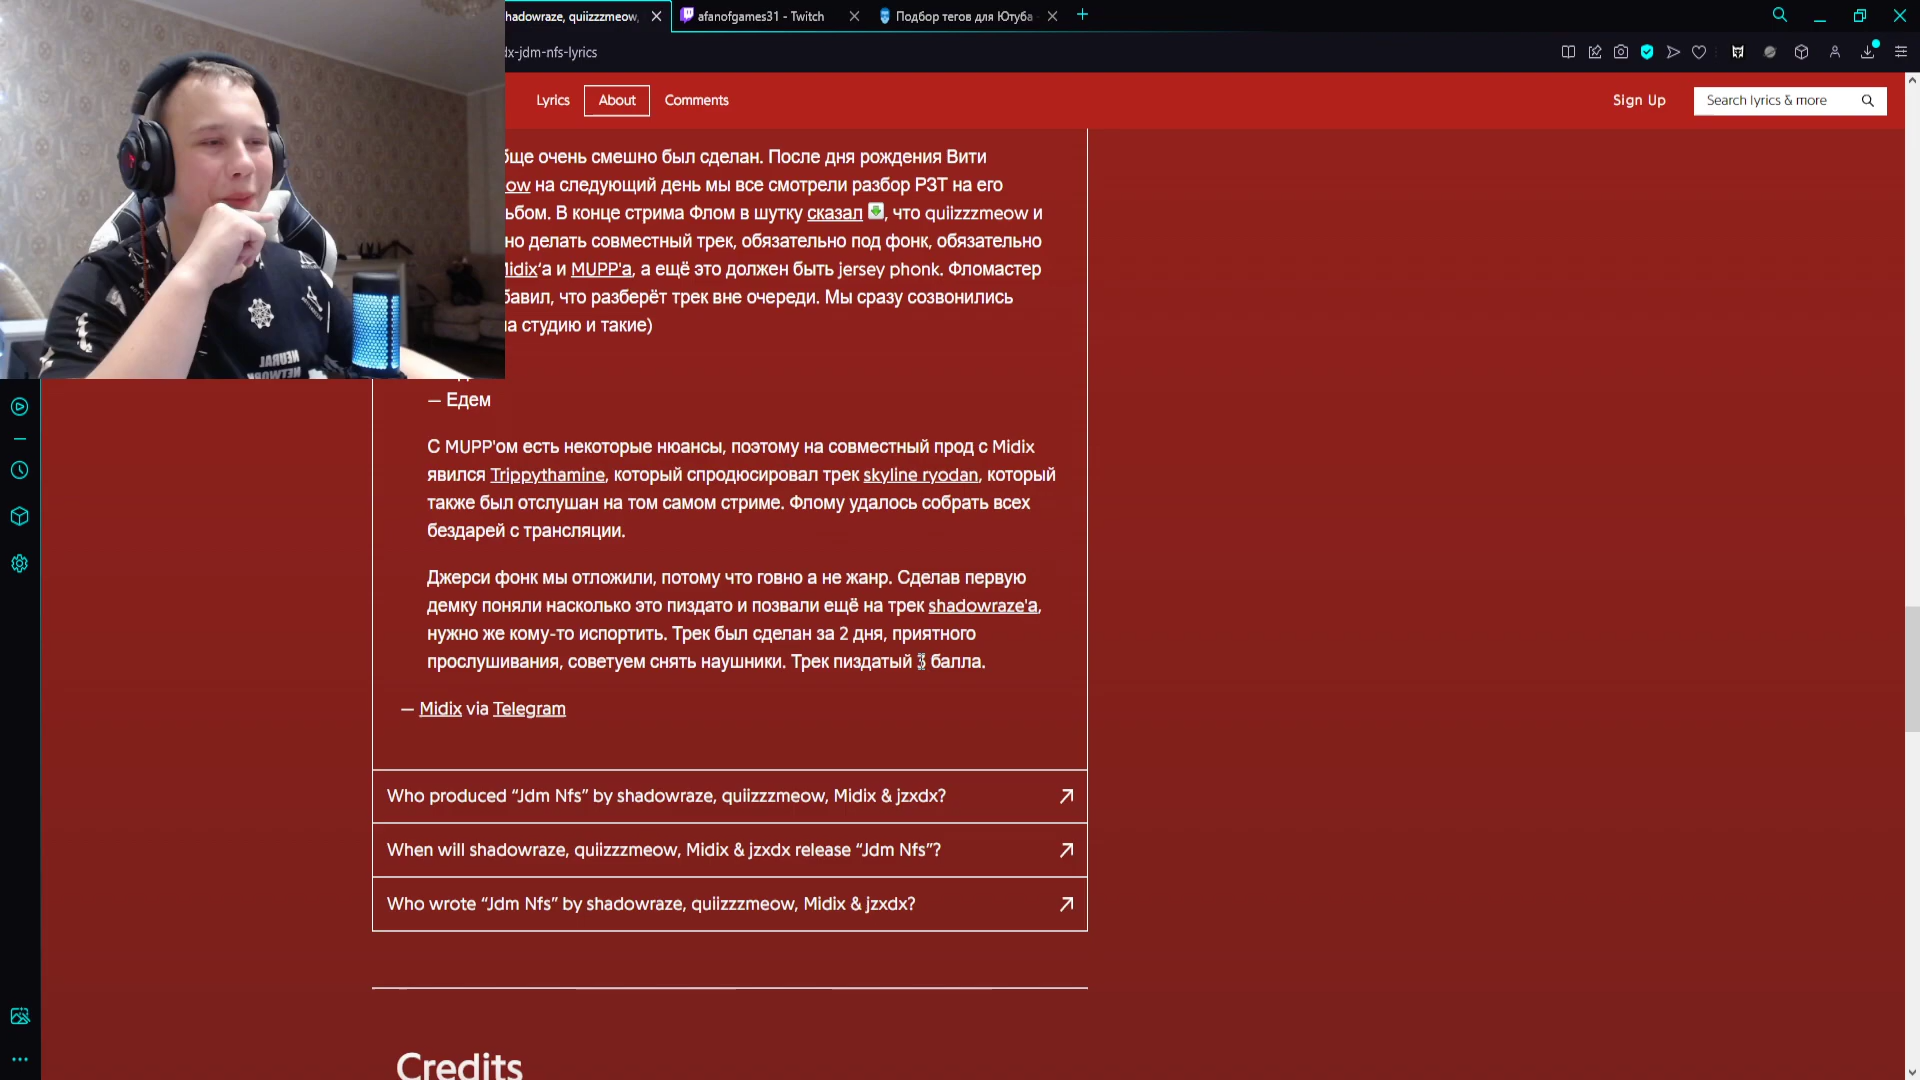 hadowraze, quiizzzmeow,
afanofgames31 - Twitch
Подбор тегов для Ютуба
dx-jdm-nfs-lyrics
Lyrics
About
Comments
Sign Up
Search lyrics & more
бще очень смешно был сделан. После дня рождения Вити
ow на следующий день мы все смотрели разбор РЗТ на его
ьбом. В конце стрима Флом в шутку сказал , что quiizzzmeow и
но делать совместный трек, обязательно под фонк, обязательно
Midix‘а и MUPP'а, а ещё это должен быть jersey phonk. Фломастер
бавил, что разберёт трек вне очереди. Мы сразу созвонились
на студию и такие)
— Едем
С MUPP'ом есть некоторые нюансы, поэтому на совместный прод с Midix
явился Trippythamine, который спродюсировал трек skyline ryodan, который
также был отслушан на том самом стриме. Флому удалось собрать всех
бездарей с трансляции.
Джерси фонк мы отложили, потому что говно а не жанр. Сделав первую
демку поняли насколько это пиздато и позвали ещё на трек shadowraze'а,
нужно же кому-то испортить. Трек был сделан за 2 дня, приятного
прослушивания, советуем снять наушники. Трек пиздатый 3 балла.
— Midix via Telegram
Who produced “Jdm Nfs” by shadowraze, quiizzzmeow, Midix & jzxdx?
When will shadowraze, quiizzzmeow, Midix & jzxdx release “Jdm Nfs”?
Who wrote “Jdm Nfs” by shadowraze, quiizzzmeow, Midix & jzxdx?
Credits
NEURAL
NETWORK